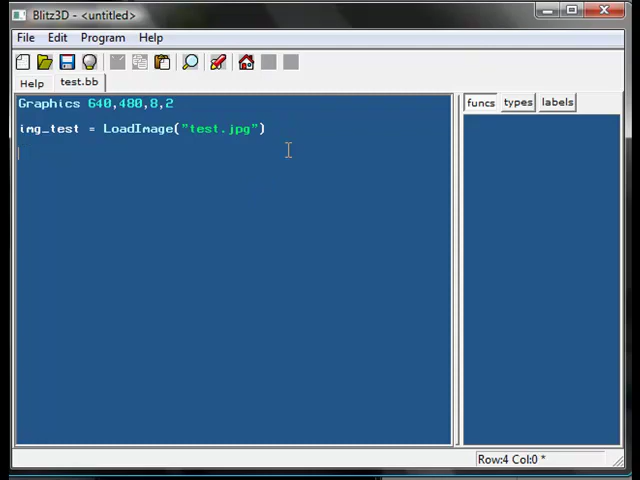 Blitz3D - <untitled>
File Edit Program Help
Help test.bb
funcs types labels
Graphics 640,480,8,2
img_test = LoadImage("test.jpg")
Row:4 Col:0 *